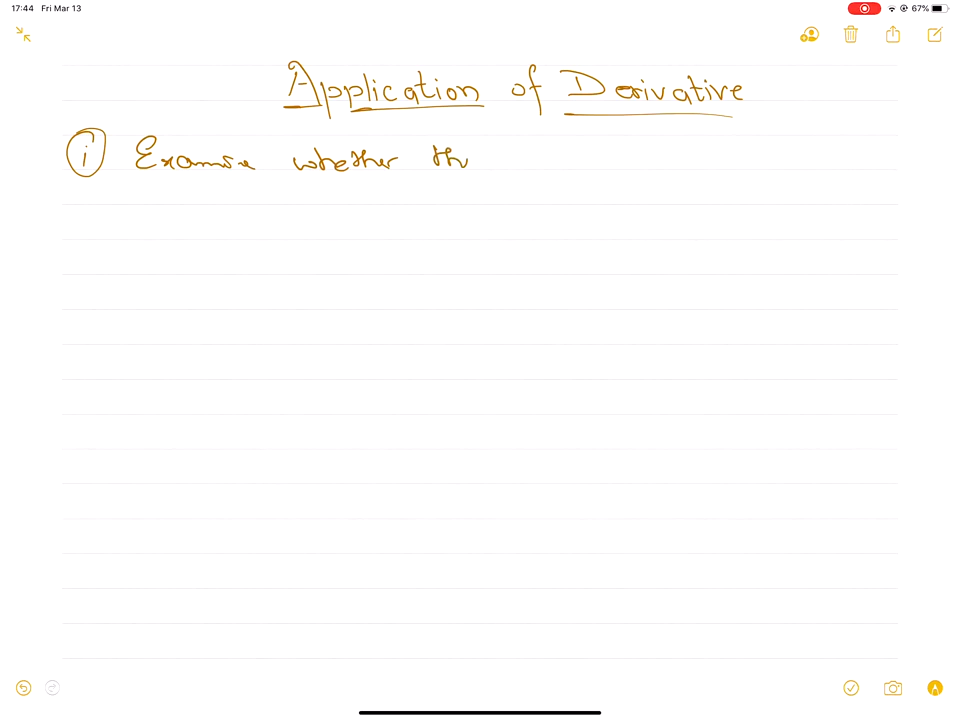 17:44 Fri Mar 13 67%
Application of Derivative
i Examine whether th